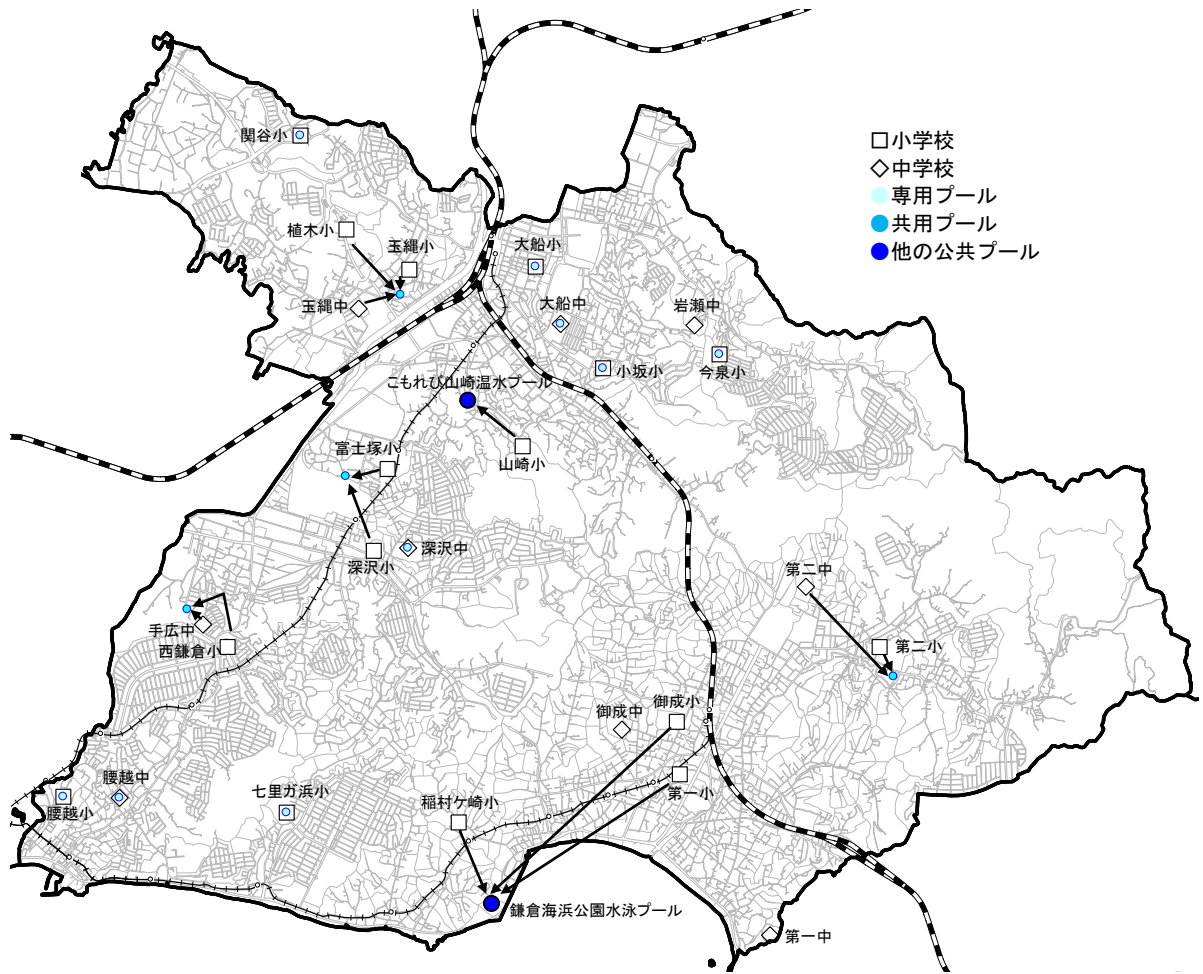 関谷小
小学校
中学校
専用プール
共用プール
他の公共プール
植木小
玉縄小
大船小
玉縄中
大船中
岩瀬中
小坂小
今泉小
こもれび山崎温水プール
富士塚小
山崎小
深沢中
深沢小
第二中
手広中
西鎌倉小
第二小
御成小
御成中
腰越中
七里ガ浜小
第一小
稲村ケ崎小
腰越小
鎌倉海浜公園水泳プール
第一中